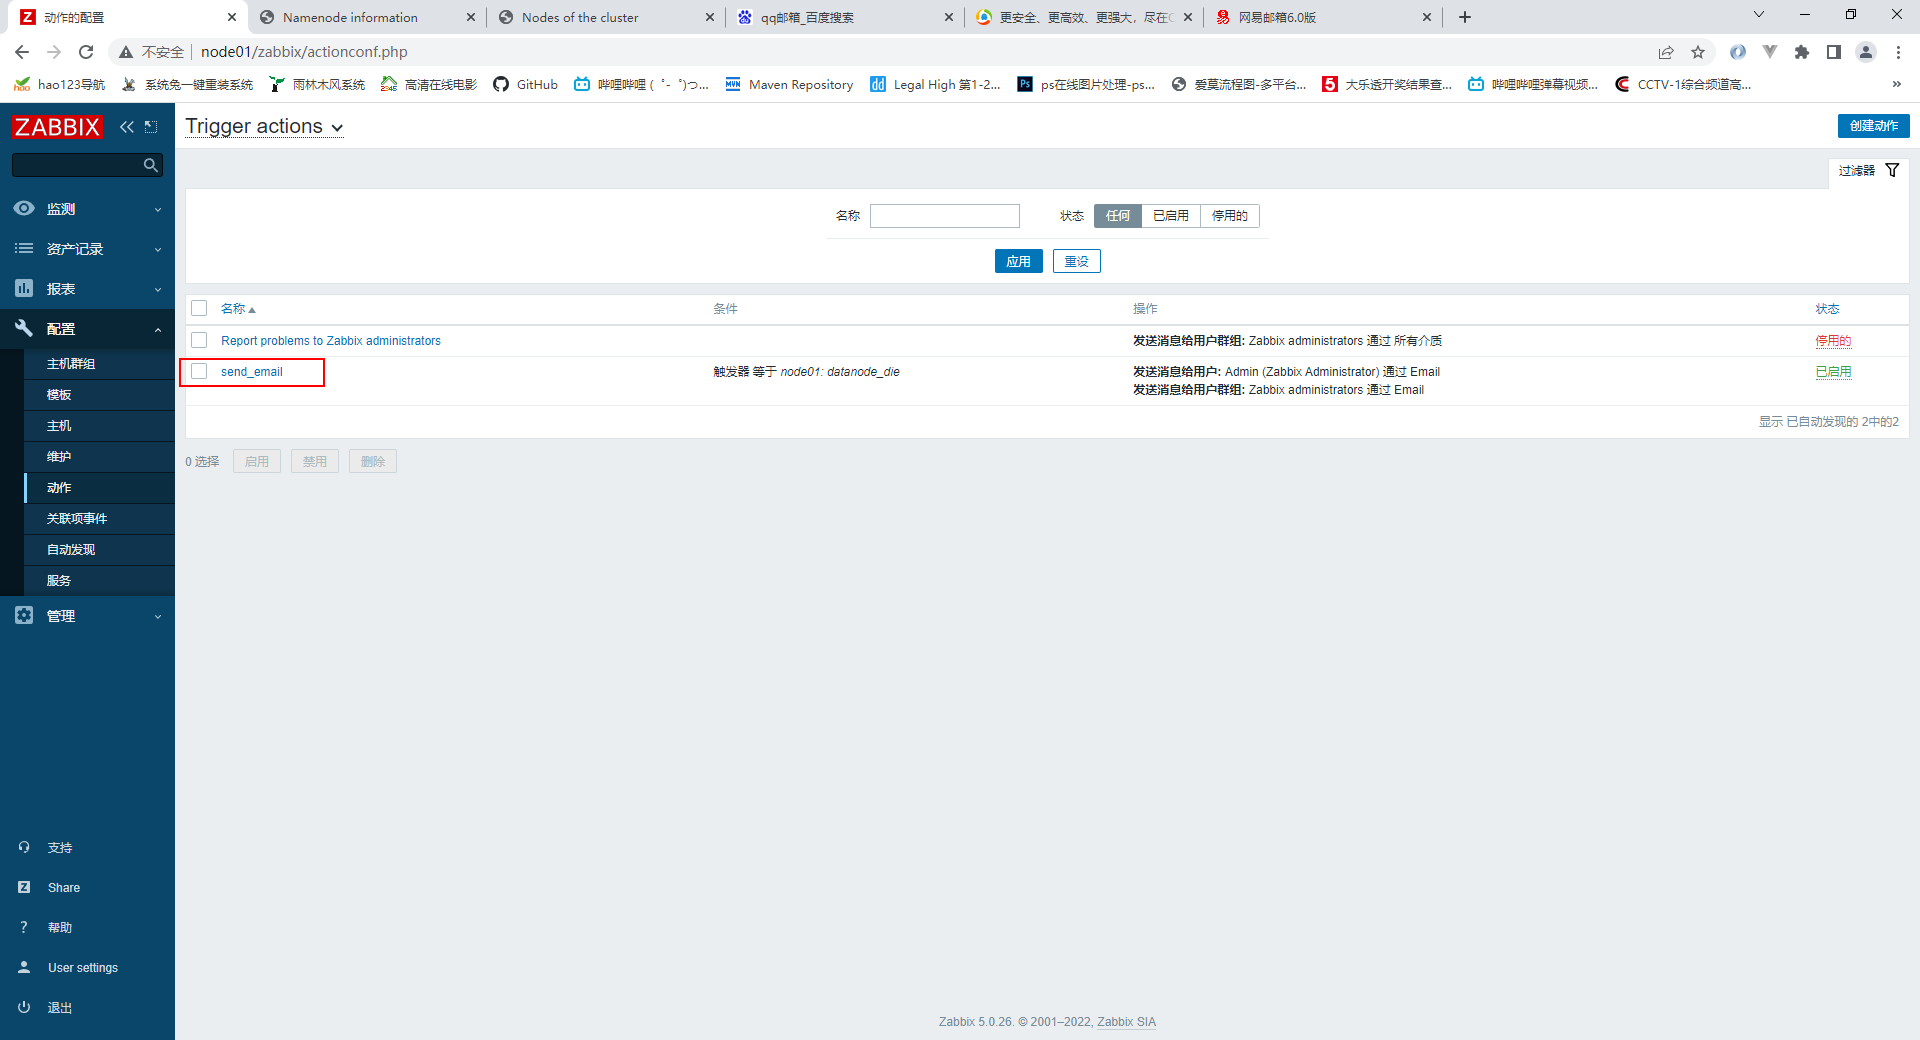 动作的配置
Namenode information
Nodes of the cluster
qq邮箱_百度搜索
更安全、更高效、更强大，尽在
网易邮箱6.0版
不安全
node01/zabbix/actionconf.php
hao123导航
系统兔一键重装系统
雨林木风系统
高清在线电影
GitHub
哔哩哔哩 (゜-゜)つ...
Maven Repository
Legal High 第1-2...
ps在线图片处理-ps...
爱莫流程图-多平台...
大乐透开奖结果查...
哔哩哔哩弹幕视频...
CCTV-1综合频道高...
ZABBIX
Trigger actions
创建动作
过滤器
监测
资产记录
报表
配置
主机群组
模板
主机
维护
动作
关联项事件
自动发现
服务
管理
名称
状态 任何 已启用 停用的
应用 重设
名称 条件 操作 状态
Report problems to Zabbix administrators 发送消息给用户群组: Zabbix administrators 通过 所有介质 停用的
send_email 触发器 等于 node01: datanode_die 发送消息给用户: Admin (Zabbix Administrator) 通过 Email 已启用
发送消息给用户群组: Zabbix administrators 通过 Email
显示 已自动发现的 2中的2
0 选择 启用 禁用 删除
支持
Share
帮助
User settings
退出
Zabbix 5.0.26. © 2001–2022, Zabbix SIA